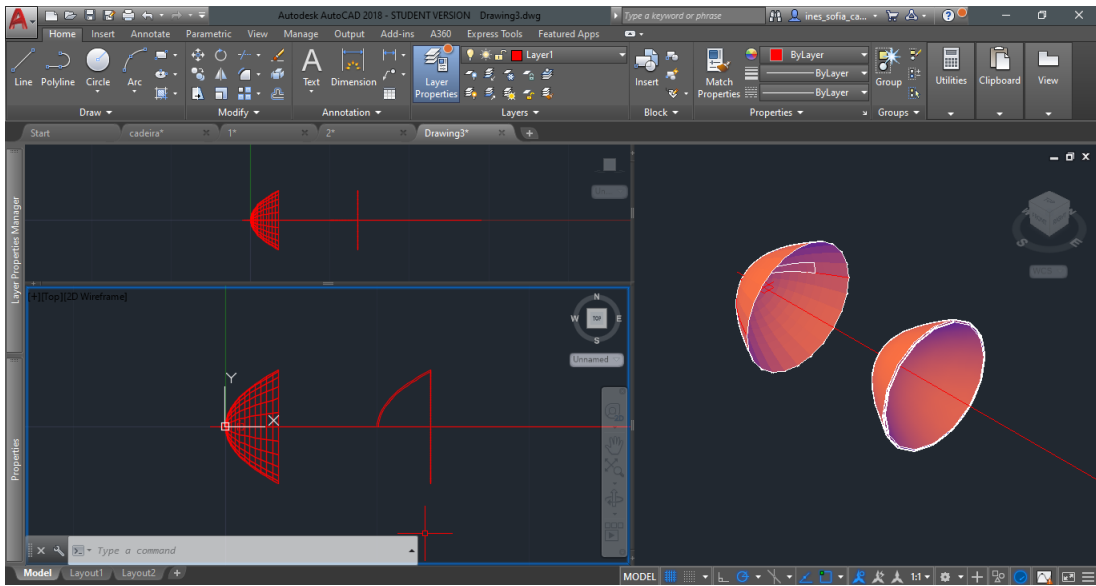 Autodesk AutoCAD 2018 - STUDENT VERSION Drawing3.dwg
Type a keyword or phrase
ines_sofia_ca...
Home Insert Annotate Parametric View Manage Output Add-ins A360 Express Tools Featured Apps
Layer1
ByLayer
ByLayer
ByLayer
Line Polyline Circle Arc
Text Dimension
Layer Properties
Insert
Match Properties
Group
Utilities Clipboard View
Draw Modify Annotation Layers Block Properties Groups
Start cadeira* 1* 2* Drawing3*
Layer Properties Manager
Properties
[+][Top][2D Wireframe]
N
W TOP E
S
Unnamed
Y
X
Type a command
Model Layout1 Layout2 +
MODEL 1:1